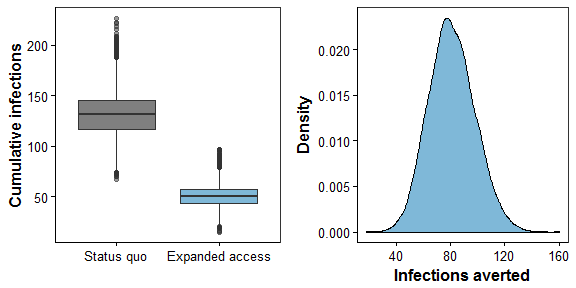 Cumulative infections
200
150
100
50
Status quo
Expanded access
Density
0.020
0.015
0.010
0.005
0.000
40
80
120
160
Infections averted